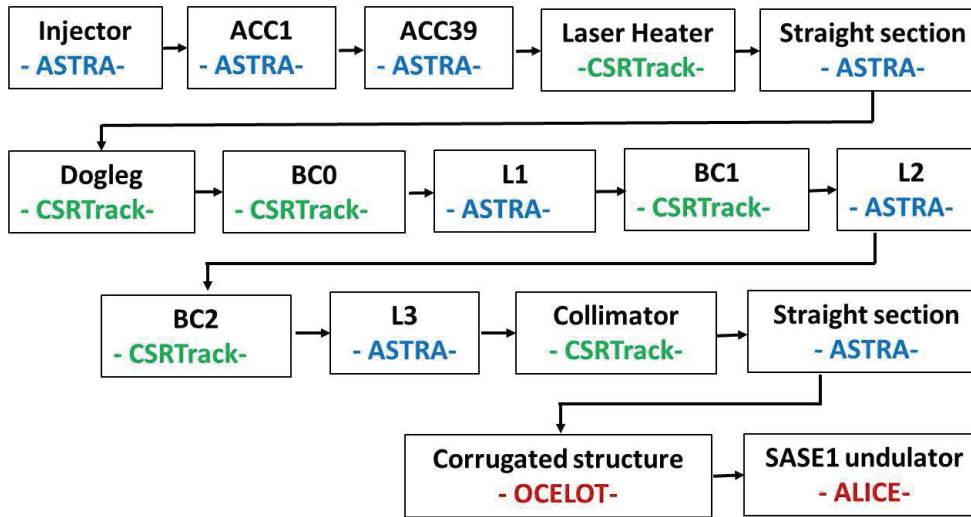 Injector
- ASTRA-
ACC1
- ASTRA-
ACC39
- ASTRA-
Laser Heater
-CSRTrack-
Straight section
- ASTRA-
Dogleg
- CSRTrack-
BC0
- CSRTrack-
L1
- ASTRA-
BC1
- CSRTrack-
L2
- ASTRA-
BC2
- CSRTrack-
L3
- ASTRA-
Collimator
- CSRTrack-
Straight section
- ASTRA-
Corrugated structure
- OCELOT-
SASE1 undulator
- ALICE-